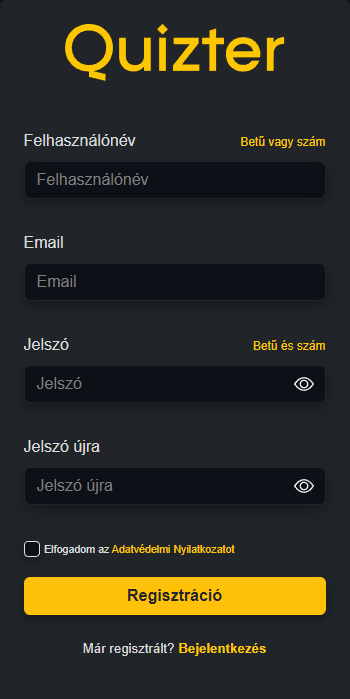 Quizter
Felhasználónév Betű vagy szám
Felhasználónév
Email
Email
Jelszó Betű és szám
Jelszó
Jelszó újra
Jelszó újra
Elfogadom az Adatvédelmi Nyilatkozatot
Regisztráció
Már regisztrált? Bejelentkezés